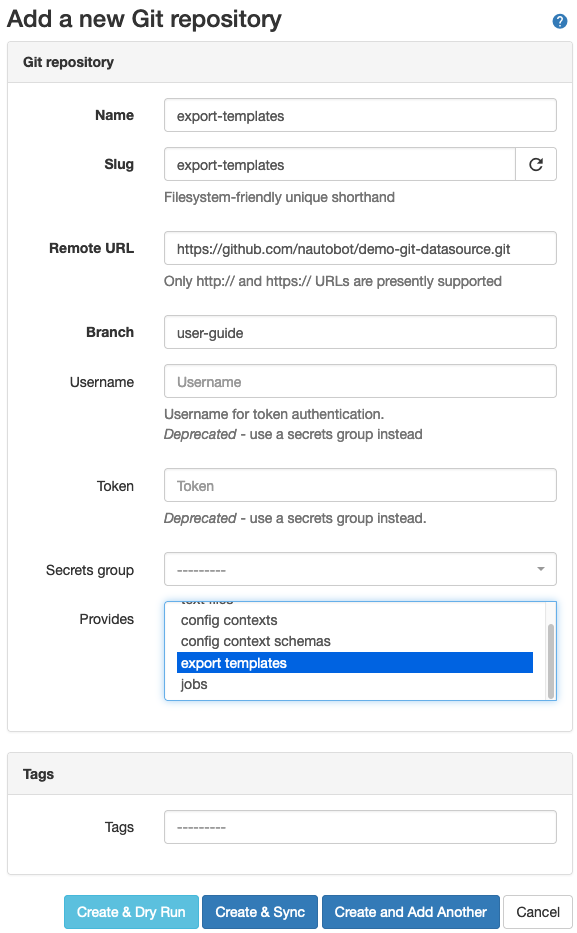 Add a new Git repository
Git repository
Name
export-templates
Slug
export-templates
Filesystem-friendly unique shorthand
Remote URL
https://github.com/nautobot/demo-git-datasource.git
Only http:// and https:// URLs are presently supported
Branch
user-guide
Username
Username
Username for token authentication.
Deprecated - use a secrets group instead
Token
Token
Deprecated - use a secrets group instead.
Secrets group
---------
Provides
config contexts
config context schemas
export templates
jobs
Tags
Tags
---------
Create & Dry Run
Create & Sync
Create and Add Another
Cancel